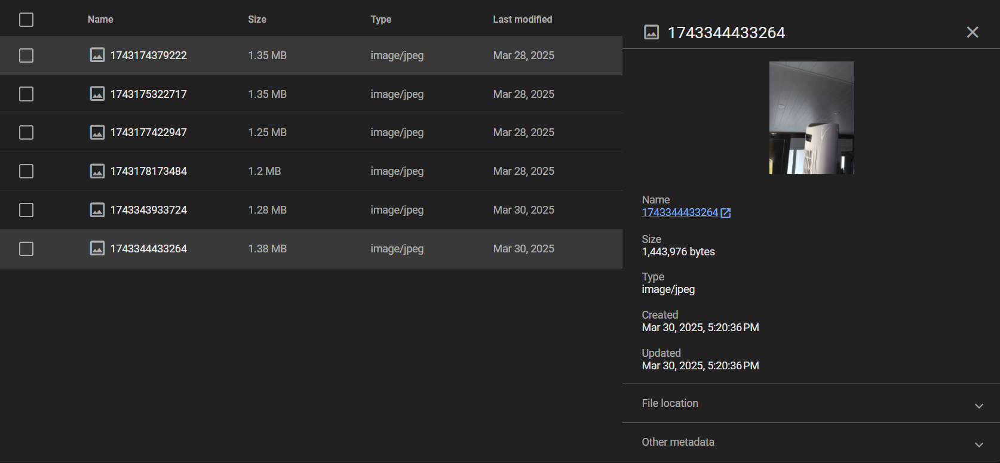 Name Size Type Last modified
1743174379222 1.35 MB image/jpeg Mar 28, 2025
1743175322717 1.35 MB image/jpeg Mar 28, 2025
1743177422947 1.25 MB image/jpeg Mar 28, 2025
1743178173484 1.2 MB image/jpeg Mar 28, 2025
1743343933724 1.28 MB image/jpeg Mar 30, 2025
1743344433264 1.38 MB image/jpeg Mar 30, 2025
1743344433264
Name
1743344433264
Size
1,443,976 bytes
Type
image/jpeg
Created
Mar 30, 2025, 5:20:36 PM
Updated
Mar 30, 2025, 5:20:36 PM
File location
Other metadata